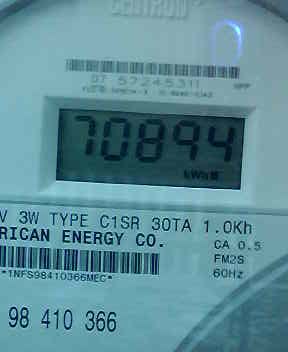 CENTRON
07 57245311
70894
kWh
V 3W TYPE C1SR 30TA 1.0Kh
RICAN ENERGY CO.
CA 0.5
FM2S
*1NFS98410366MEC*
60Hz
98 410 366